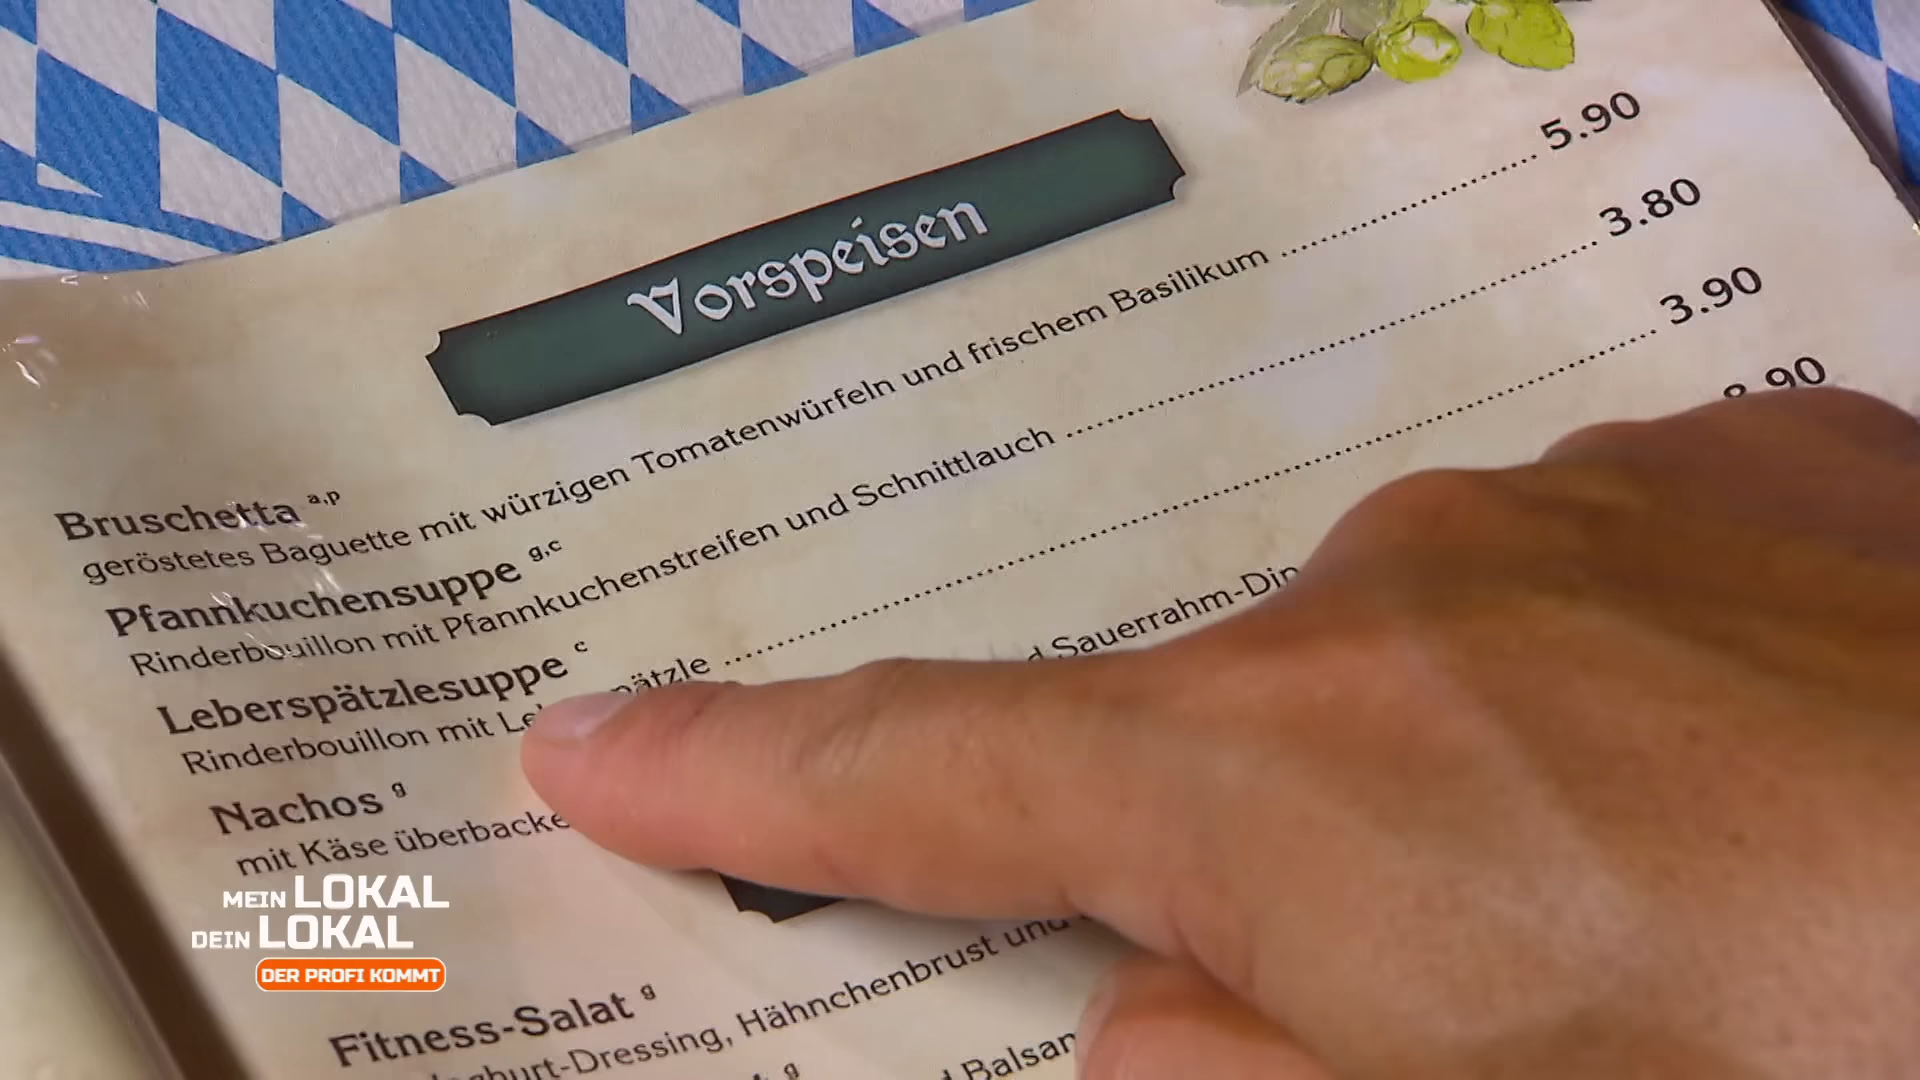 Vorspeisen
Bruschetta a,p
geröstetes Baguette mit würzigen Tomatenwürfeln und frischem Basilikum 5.90
Pfannkuchensuppe g,c
Rinderbouillon mit Pfannkuchenstreifen und Schnittlauch 3.80
Leberspätzlesuppe c
Rinderbouillon mit 3.90
Nachos g
mit Käse Sauerrahm-Dip
Fitness-Salat g
Hähnchenbrust und
MEIN LOKAL
DEIN LOKAL
DER PROFI KOMMT